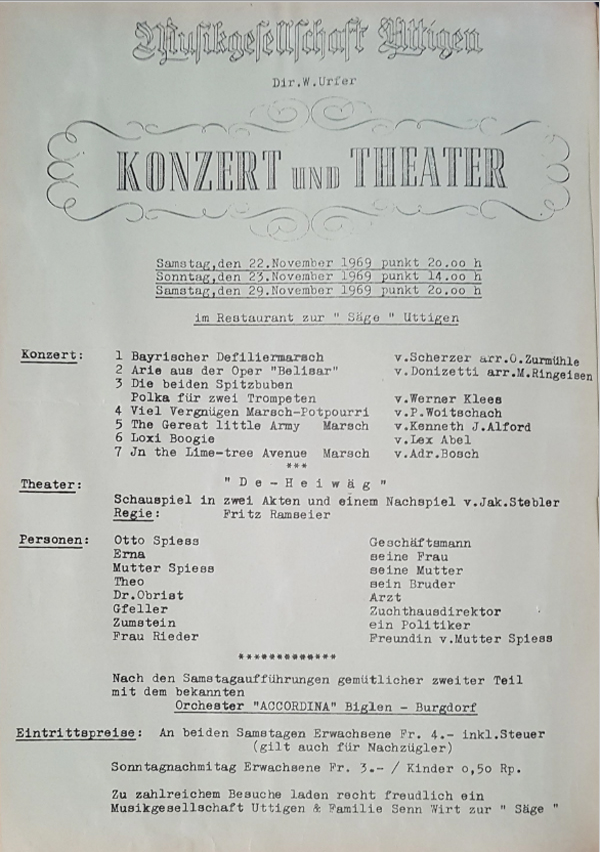 Musikgesellschaft Uttigen
Dir.W.Urfer
KONZERT UND THEATER
Samstag,den 22.November 1969 punkt 2o.oo h
Sonntag,den 23.November 1969 punkt 14.oo h
Samstag,den 29.November 1969 punkt 2o.oo h
im Restaurant zur " Säge " Uttigen
Konzert: 1 Bayrischer Defiliermarsch v.Scherzer arr.O.Zurmühle
2 Arie aus der Oper "Belisar" v.Donizetti arr.M.Ringeisen
3 Die beiden Spitzbuben
Polka für zwei Trompeten v.Werner Klees
4 Viel Vergnügen Marsch-Potpourri v.P.Woitschach
5 The Gereat little Army Marsch v.Kenneth J.Alford
6 Loxi Boogie v.Lex Abel
7 Jn the Lime-tree Avenue Marsch v.Adr.Bosch
***
Theater: " D e - H e i w ä g "
Schauspiel in zwei Akten und einem Nachspiel v.Jak.Stebler
Regie: Fritz Ramseier
Personen: Otto Spiess Geschäftsmann
Erna seine Frau
Mutter Spiess seine Mutter
Theo sein Bruder
Dr.Obrist Arzt
Gfeller Zuchthausdirektor
Zumstein ein Politiker
Frau Rieder Freundin v.Mutter Spiess
*************
Nach den Samstagaufführungen gemütlicher zweiter Teil
mit dem bekannten
Orchester "ACCORDINA" Biglen - Burgdorf
Eintrittspreise: An beiden Samstagen Erwachsene Fr. 4.- inkl.Steuer
(gilt auch für Nachzügler)
Sonntagnachmitag Erwachsene Fr. 3.- / Kinder o,5o Rp.
Zu zahlreichem Besuche laden recht freudlich ein
Musikgesellschaft Uttigen & Familie Senn Wirt zur " Säge "